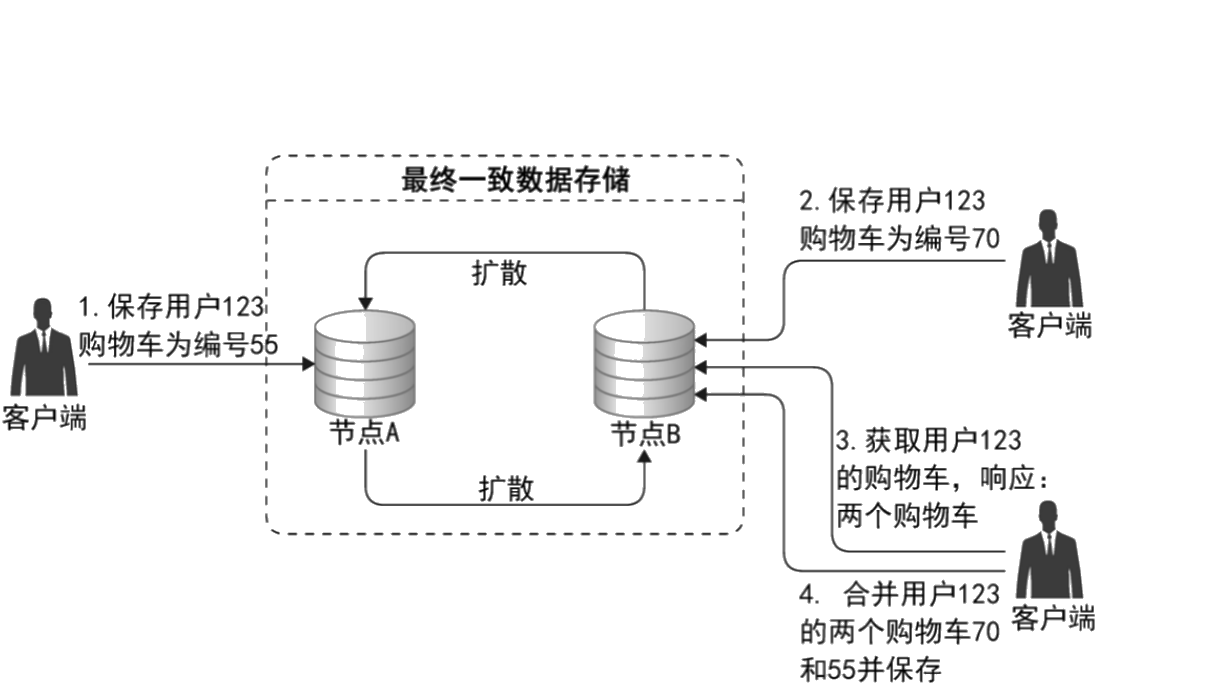 最终一致数据存储
扩散
1.保存用户123
购物车为编号55
客户端
节点A
节点B
扩散
2.保存用户123
购物车为编号70
客户端
3.获取用户123
的购物车，响应：
两个购物车
4. 合并用户123
的两个购物车70
和55并保存
客户端